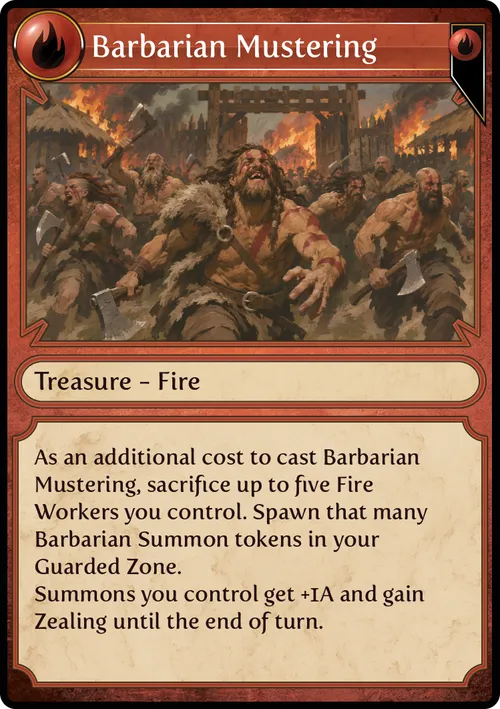 Barbarian Mustering
Treasure – Fire
As an additional cost to cast Barbarian
Mustering, sacrifice up to five Fire
Workers you control. Spawn that many
Barbarian Summon tokens in your
Guarded Zone.
Summons you control get +1A and gain
Zealing until the end of turn.